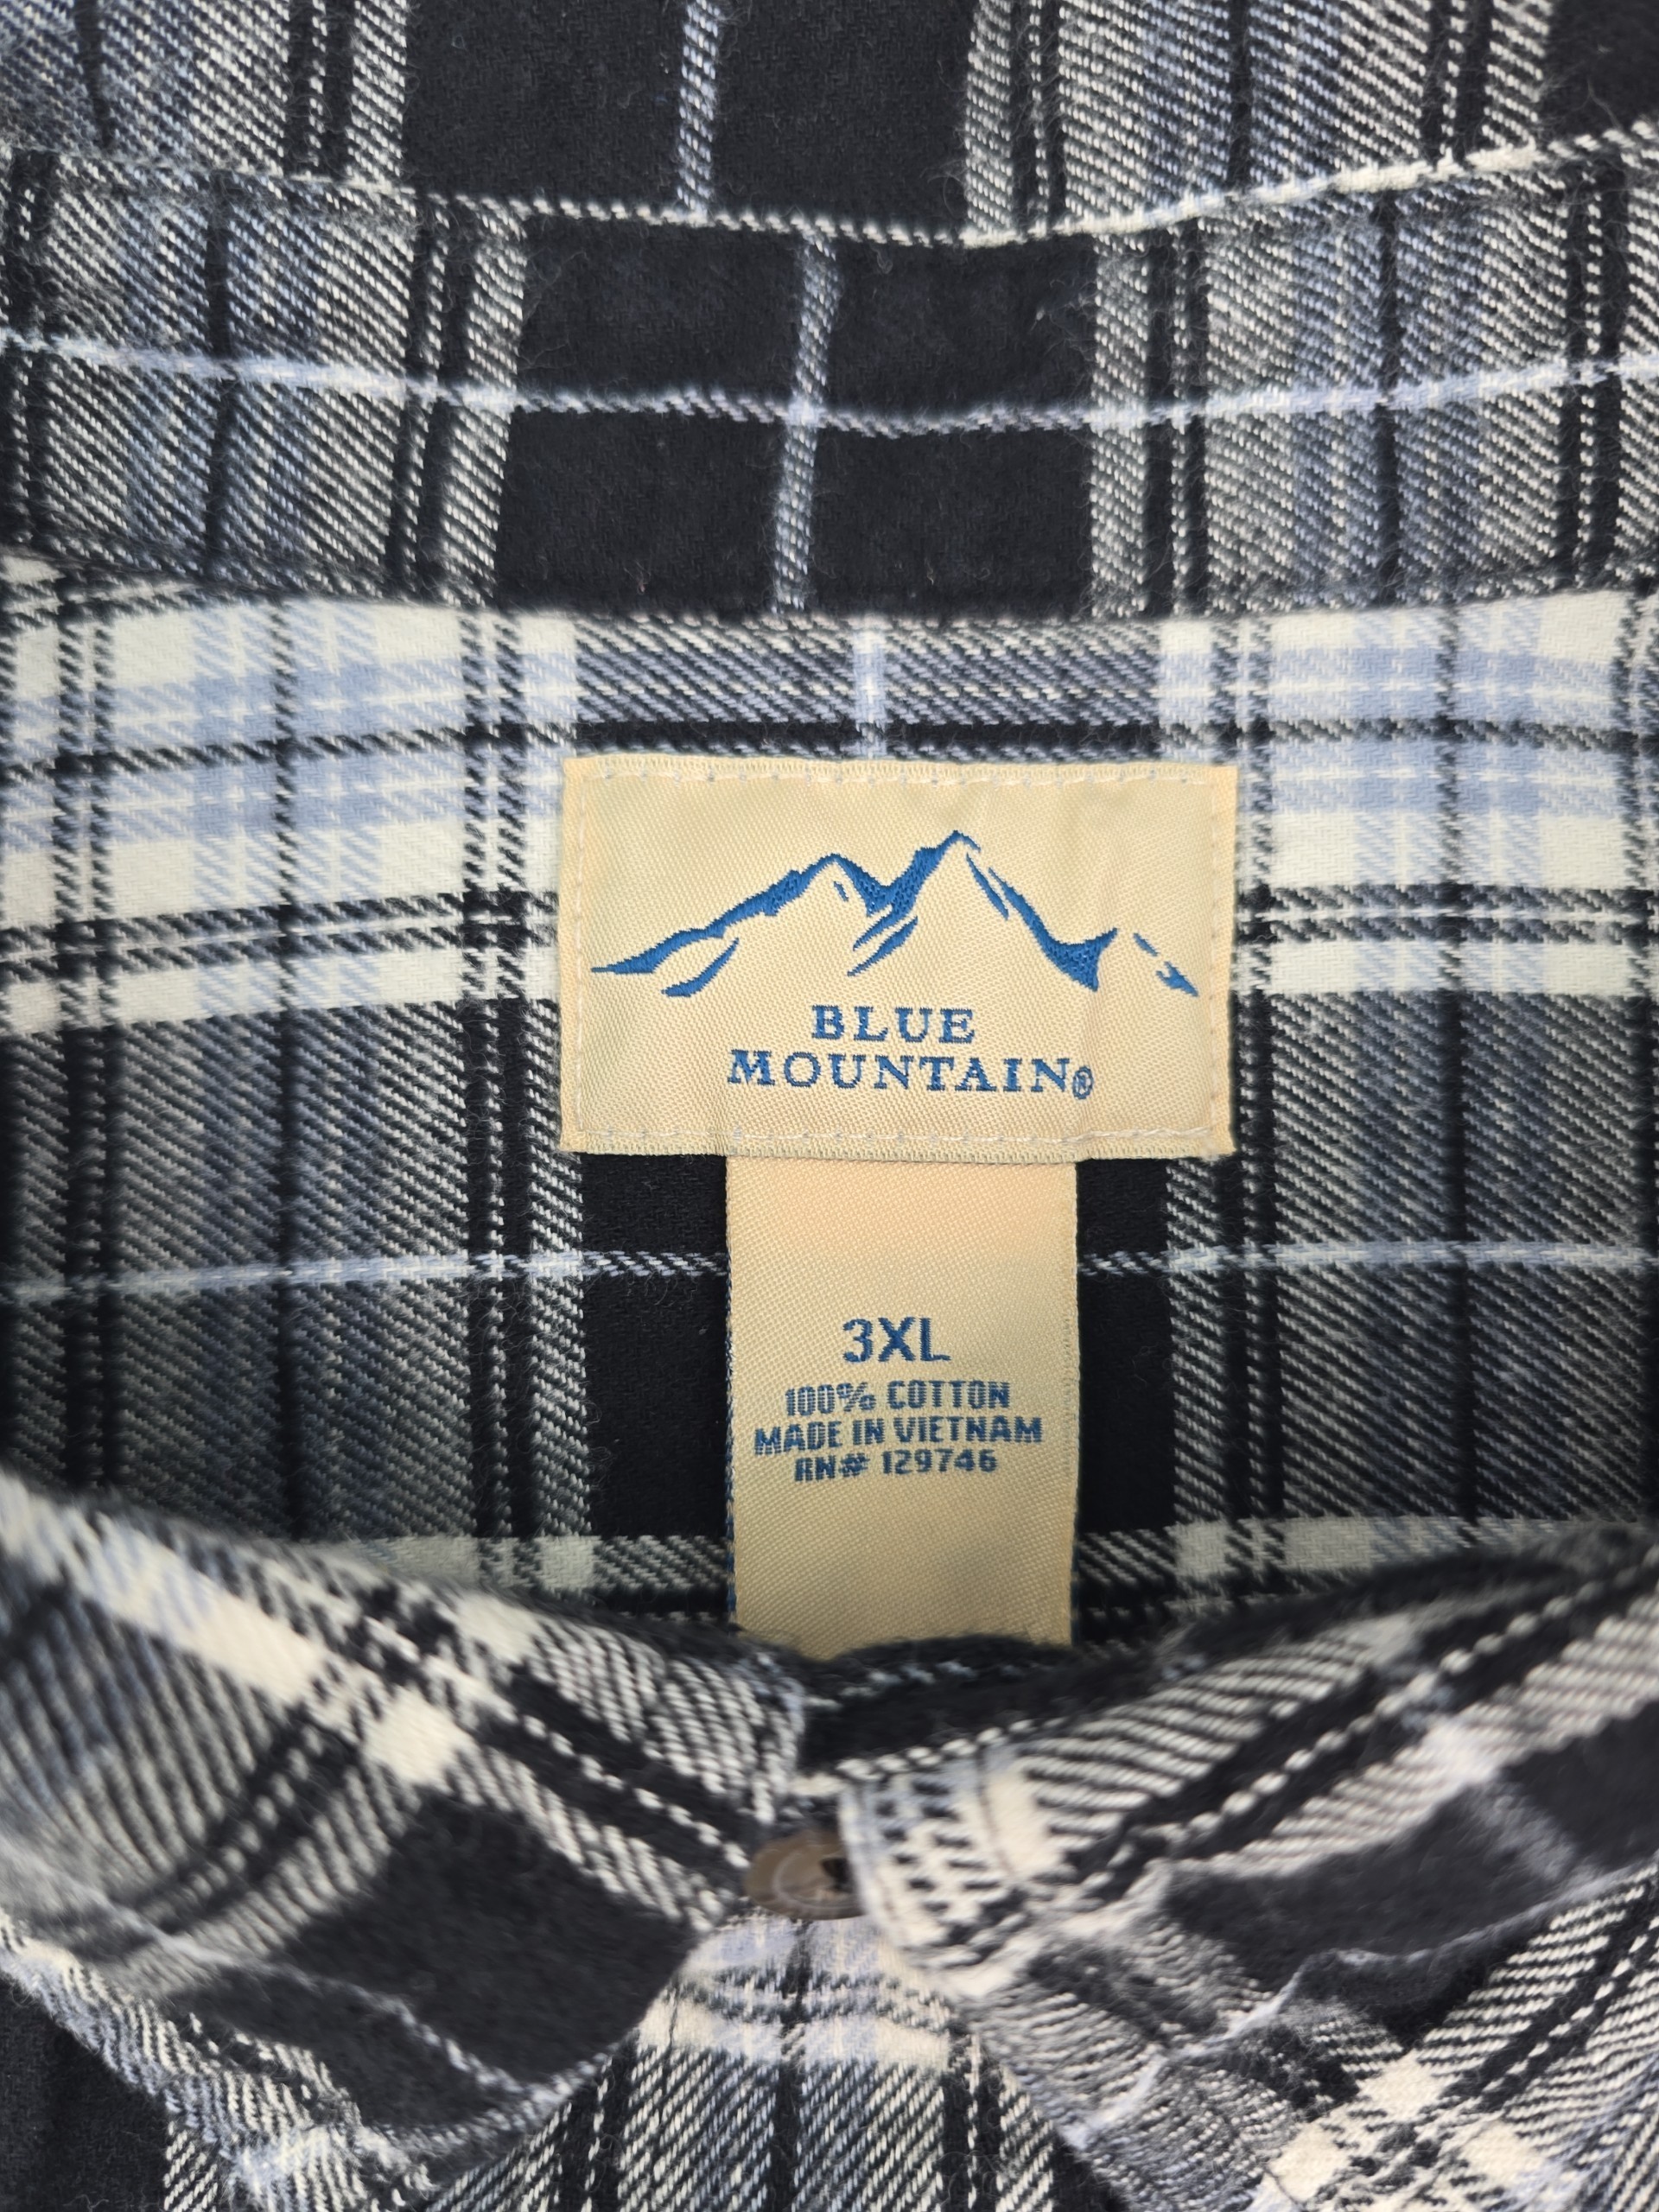 BLUE
MOUNTAIN®
3XL
100% COTTON
MADE IN VIETNAM
RN# 129746